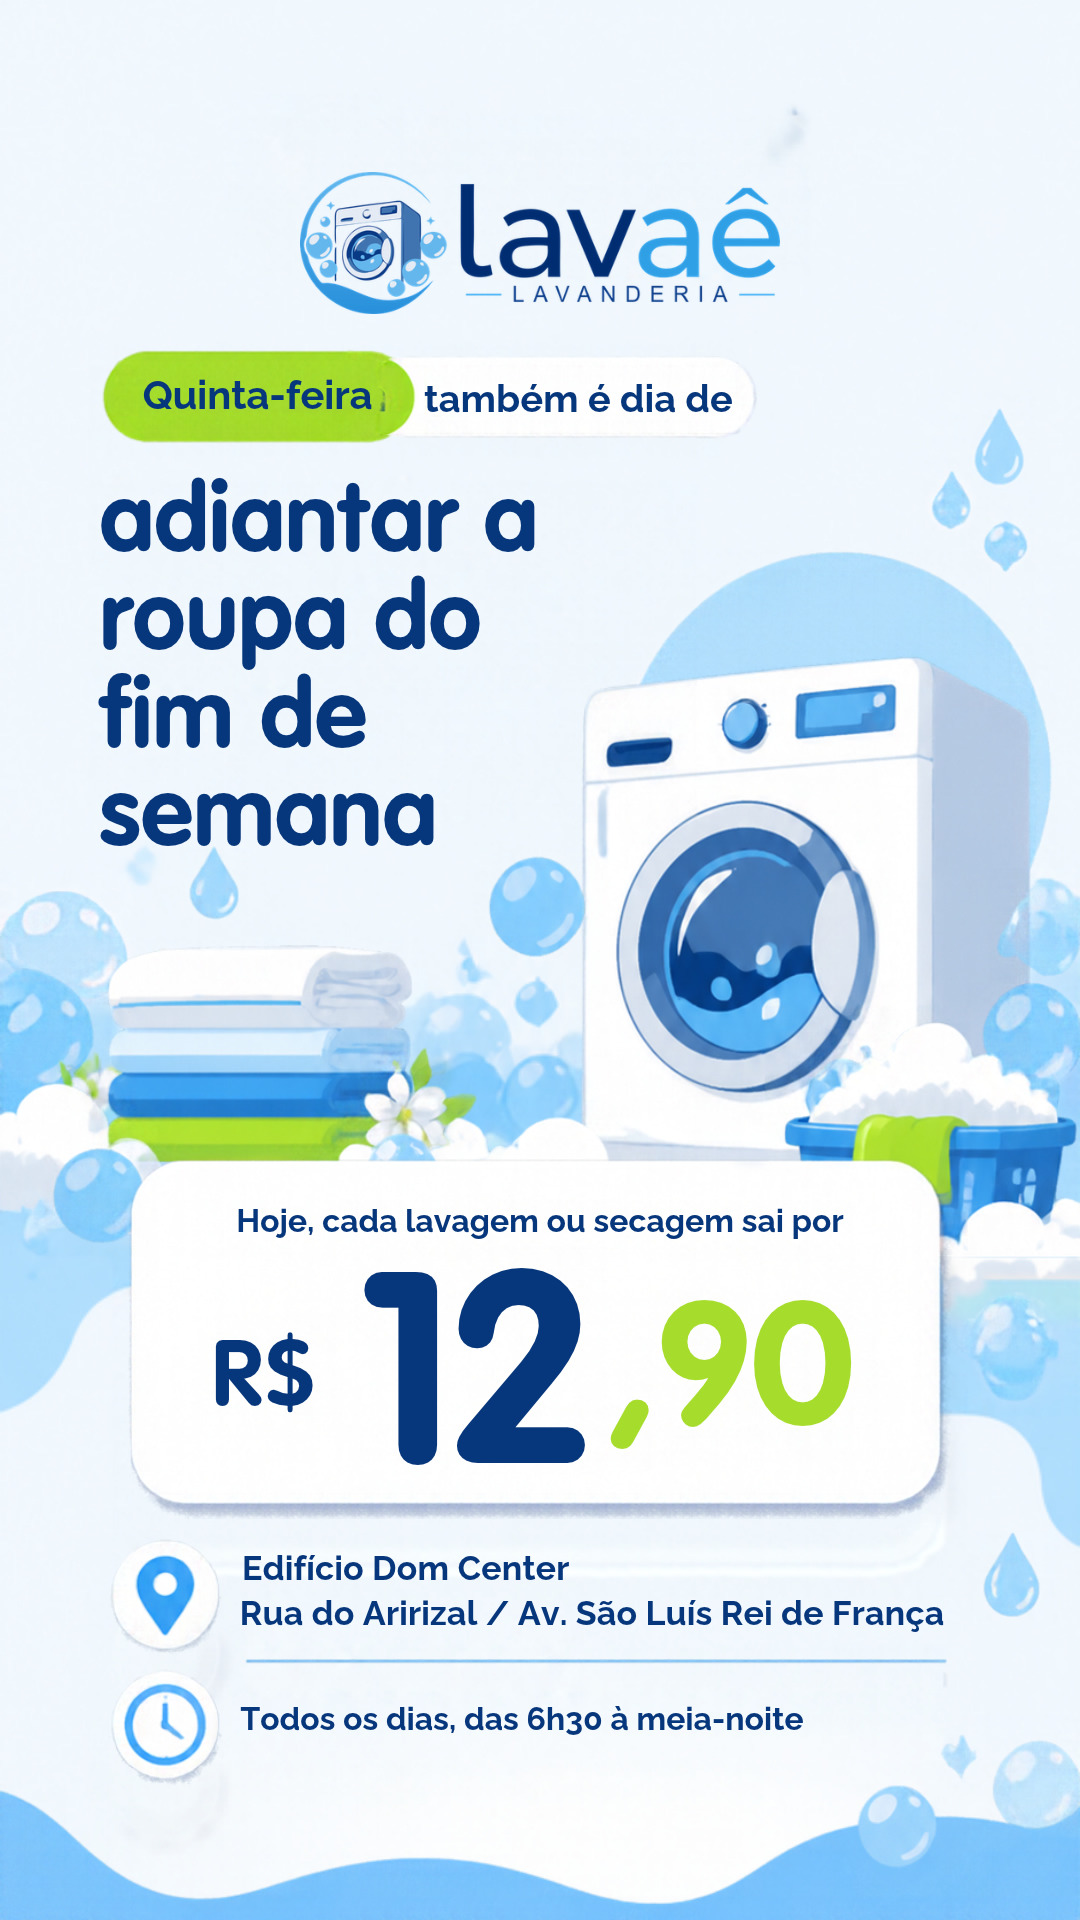 lavaê
LAVANDERIA
Quinta-feira também é dia de
adiantar a
roupa do
fim de
semana
Hoje, cada lavagem ou secagem sai por
R$ 12,90
Edifício Dom Center
Rua do Aririzal / Av. São Luís Rei de França
Todos os dias, das 6h30 à meia-noite